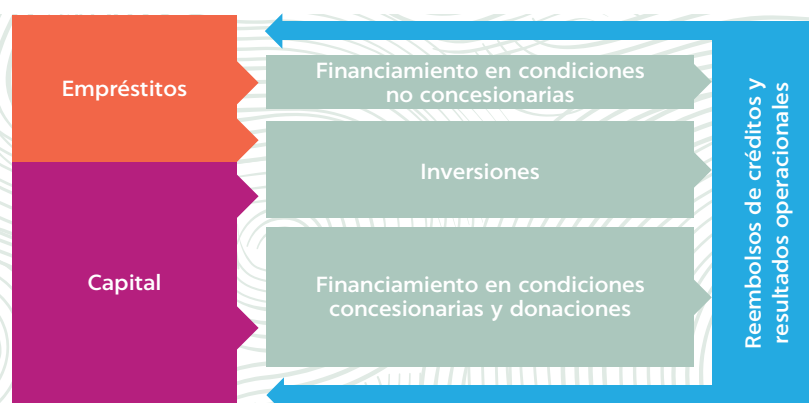 Empréstitos
Capital
Financiamiento en condiciones
no concesionarias
Inversiones
Financiamiento en condiciones
concesionarias y donaciones
Reembolsos de créditos y
resultados operacionales